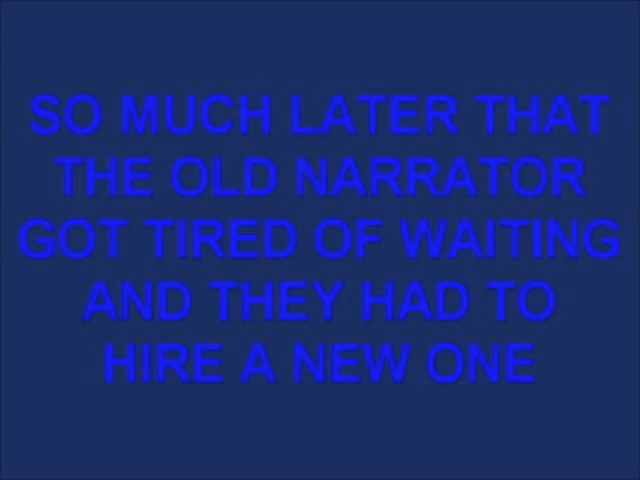 SO MUCH LATER THAT
THE OLD NARRATOR
GOT TIRED OF WAITING
AND THEY HAD TO
HIRE A NEW ONE